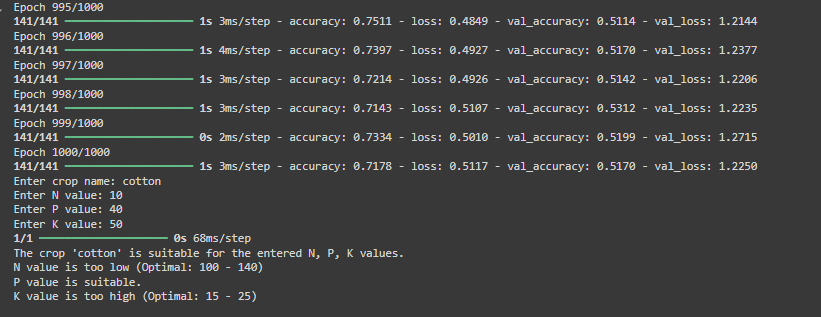 Epoch 995/1000
141/141 ━━━━━━━━━━━━━━━━━━━━ 1s 3ms/step - accuracy: 0.7511 - loss: 0.4849 - val_accuracy: 0.5114 - val_loss: 1.2144
Epoch 996/1000
141/141 ━━━━━━━━━━━━━━━━━━━━ 1s 4ms/step - accuracy: 0.7397 - loss: 0.4927 - val_accuracy: 0.5170 - val_loss: 1.2377
Epoch 997/1000
141/141 ━━━━━━━━━━━━━━━━━━━━ 1s 3ms/step - accuracy: 0.7214 - loss: 0.4926 - val_accuracy: 0.5142 - val_loss: 1.2206
Epoch 998/1000
141/141 ━━━━━━━━━━━━━━━━━━━━ 1s 3ms/step - accuracy: 0.7143 - loss: 0.5107 - val_accuracy: 0.5312 - val_loss: 1.2235
Epoch 999/1000
141/141 ━━━━━━━━━━━━━━━━━━━━ 0s 2ms/step - accuracy: 0.7334 - loss: 0.5010 - val_accuracy: 0.5199 - val_loss: 1.2715
Epoch 1000/1000
141/141 ━━━━━━━━━━━━━━━━━━━━ 1s 3ms/step - accuracy: 0.7178 - loss: 0.5117 - val_accuracy: 0.5170 - val_loss: 1.2250
Enter crop name: cotton
Enter N value: 10
Enter P value: 40
Enter K value: 50
1/1 ━━━━━━━━━━━━━━━━━━━━ 0s 68ms/step
The crop 'cotton' is suitable for the entered N, P, K values.
N value is too low (Optimal: 100 - 140)
P value is suitable.
K value is too high (Optimal: 15 - 25)